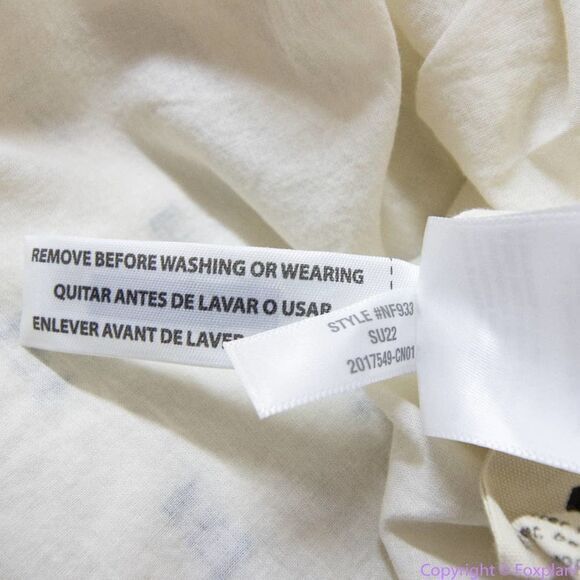 REMOVE BEFORE WASHING OR WEARING
QUITAR ANTES DE LAVAR O USAR
ENLEVER AVANT DE LAVER
STYLE #NF933
SU22
2017549-CN01
Copyright © Foxplan